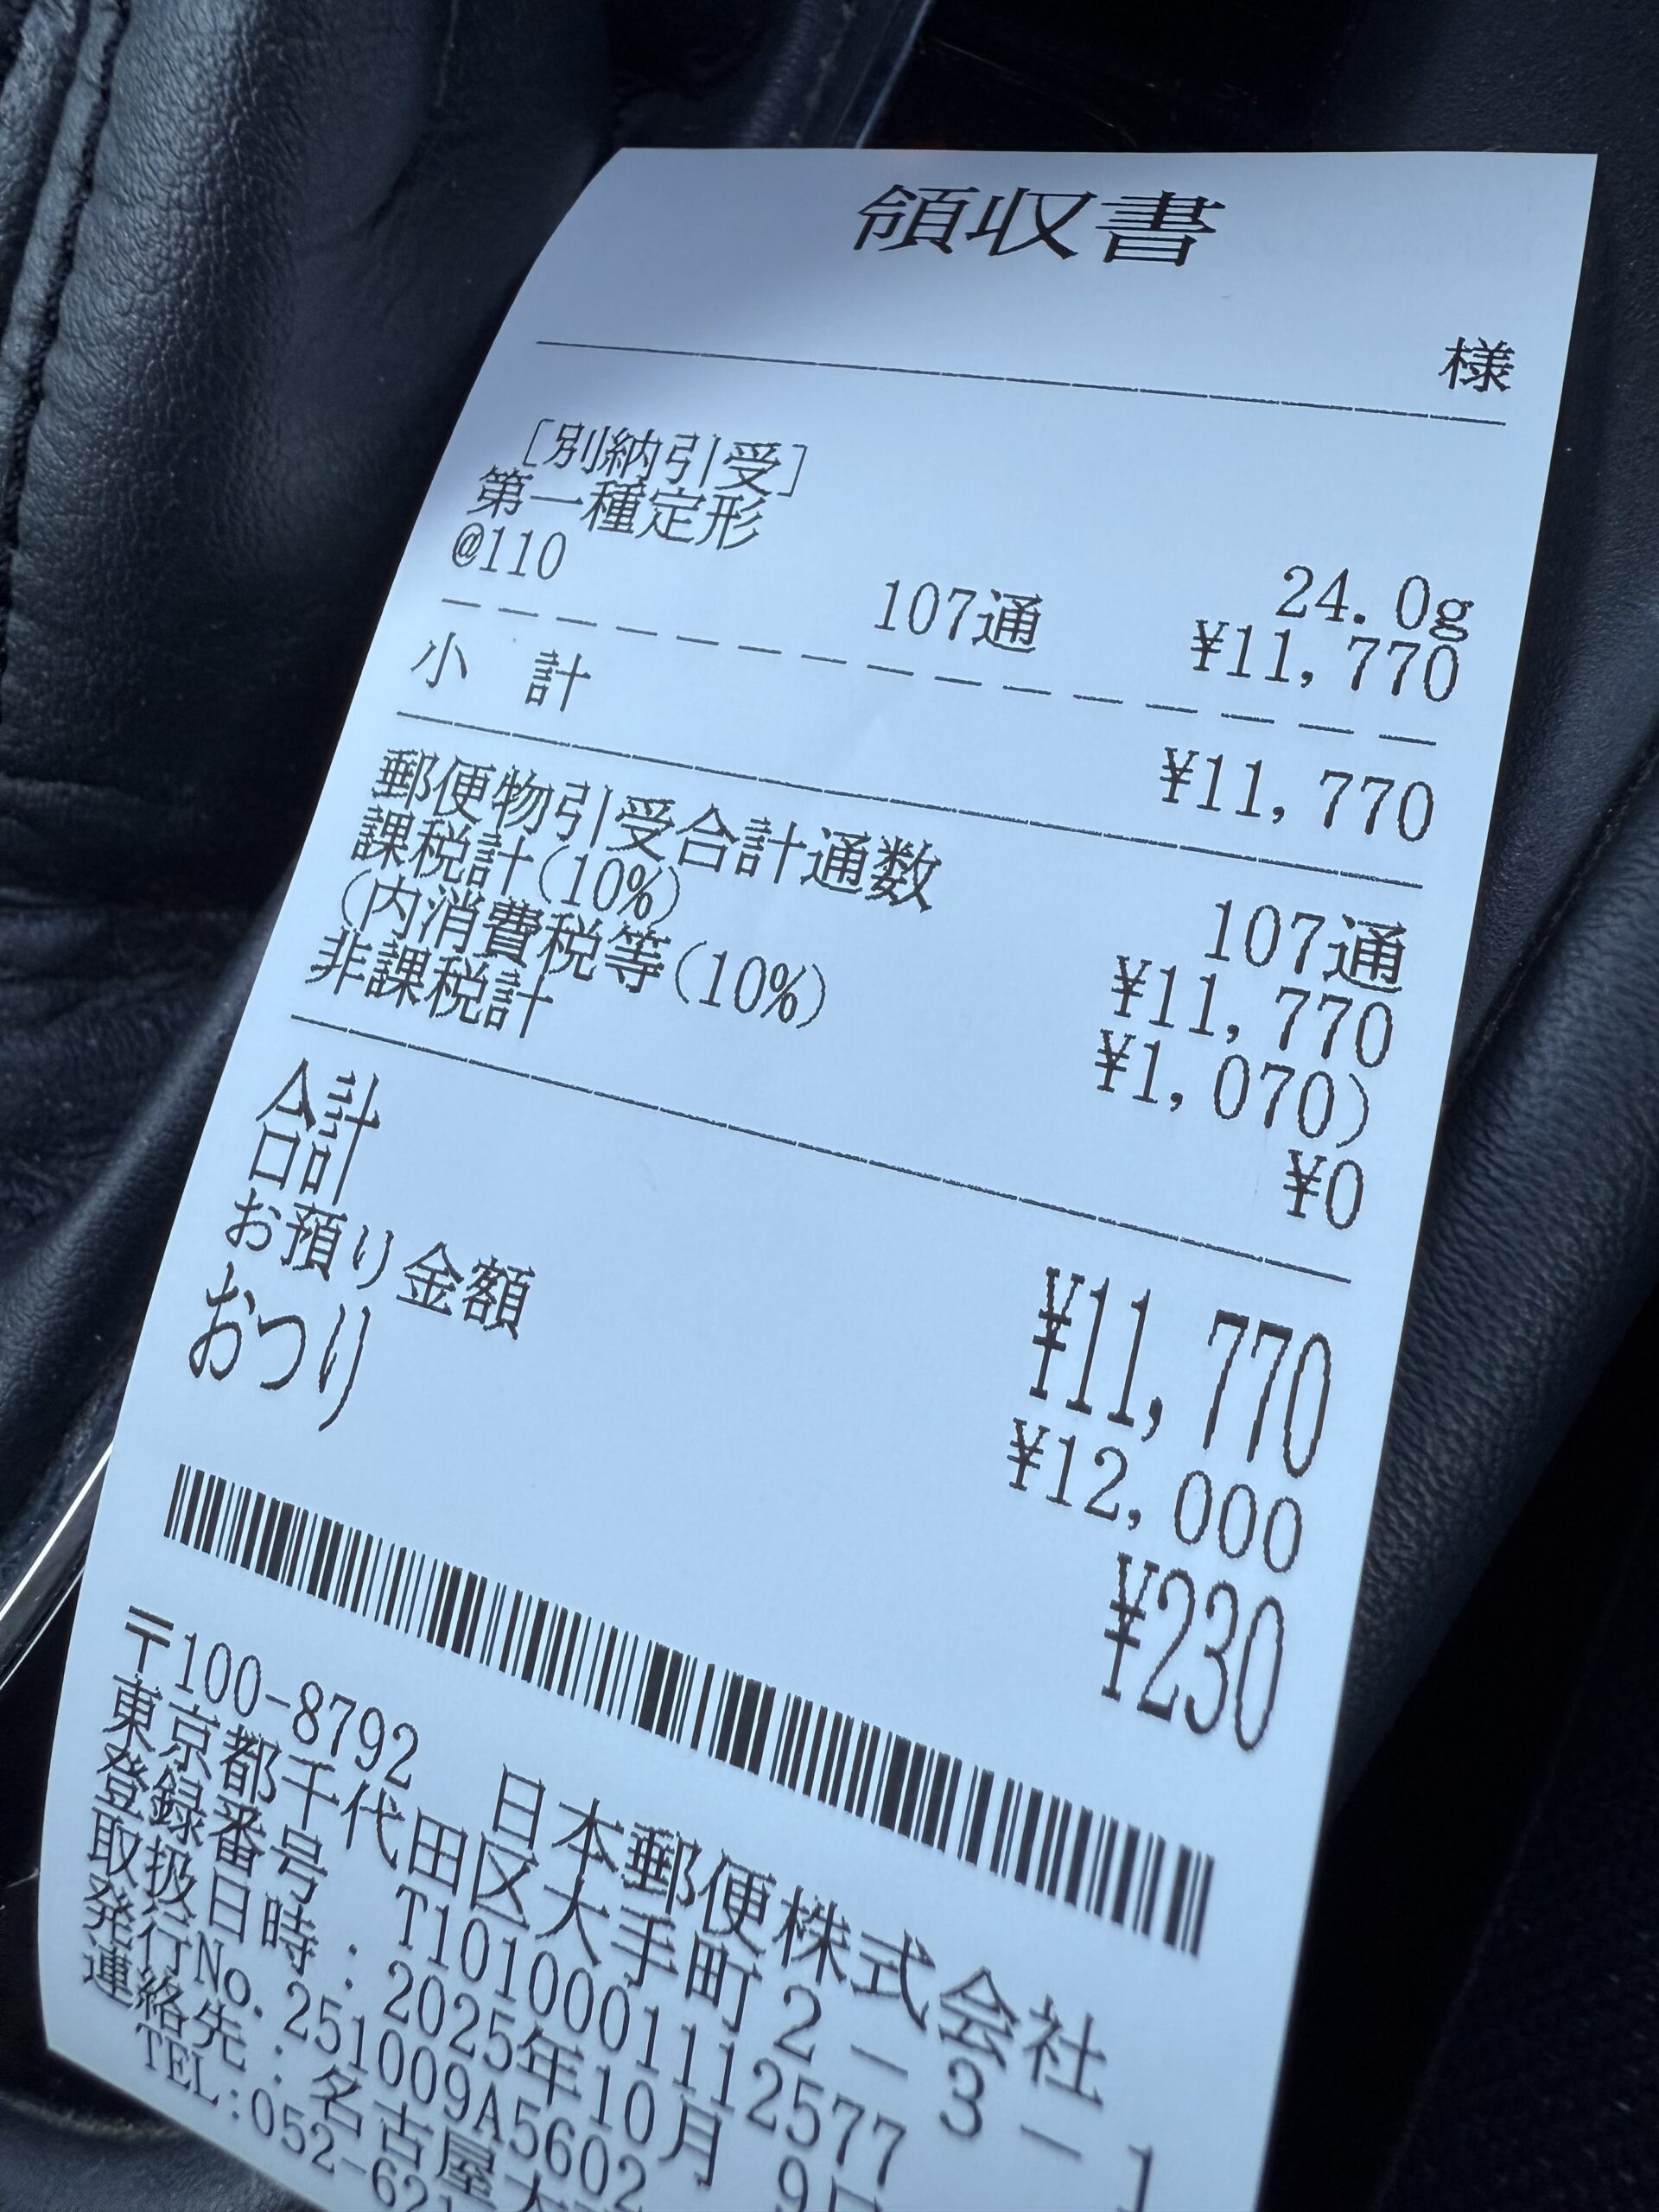 領収書
様
[別納引受]
第一種定形 24.0g
@110 107通 ¥11,770
小 計 ¥11,770
郵便物引受合計通数 107通
課税計(10%) ¥11,770
(内消費税等(10%) ¥1,070)
非課税計 ¥0
合計 ¥11,770
お預り金額 ¥12,000
おつり ¥230
〒100-8792 日本郵便株式会社
東京都千代田区大手町2-3-1
登録番号 T1010001112577
取扱日時:2025年10月 9日
発行No.251009A5602
連絡先:名古屋
TEL:052-621